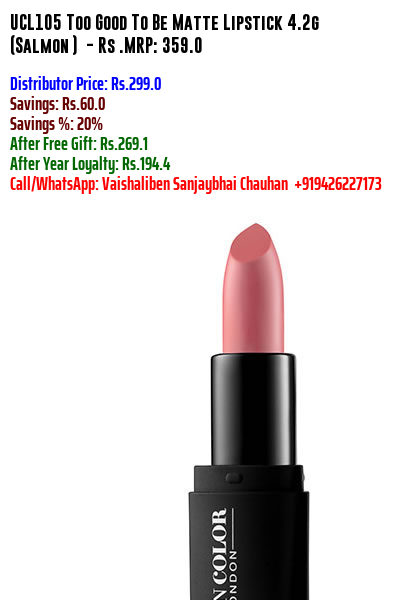 UCL105 Too Good To Be Matte Lipstick 4.2g
(Salmon ) - Rs .MRP: 359.0
Distributor Price: Rs.299.0
Savings: Rs.60.0
Savings %: 20%
After Free Gift: Rs.269.1
After Year Loyalty: Rs.194.4
Call/WhatsApp: Vaishaliben Sanjaybhai Chauhan +919426227173
N COLOR
ONDON